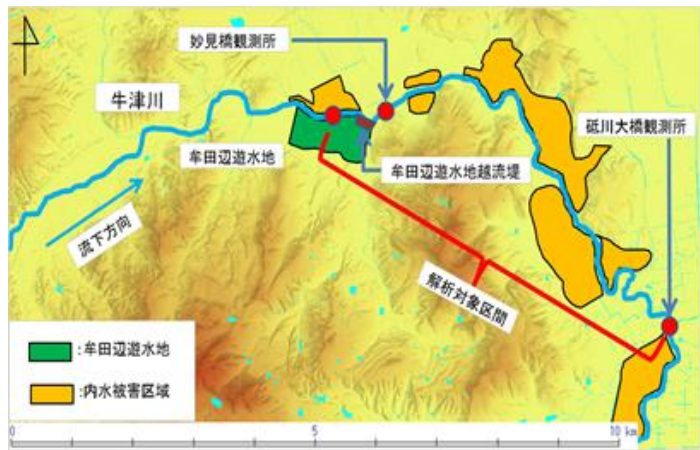 妙見橋観測所
牛津川
砥川大橋観測所
牟田辺遊水地
牟田辺遊水地越流堤
流下方向
解析対象区間
:牟田辺遊水地
:内水被害区域
0 5 10 km